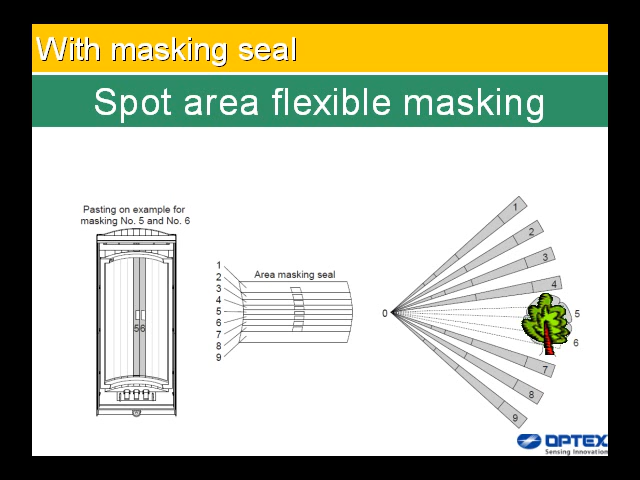 With masking seal
Spot area flexible masking
Pasting on example for
masking No. 5 and No. 6
56
Area masking seal
1
2
3
4
5
6
7
8
9
0
1
2
3
4
5
6
7
8
9
OPTEX
Sensing Innovation